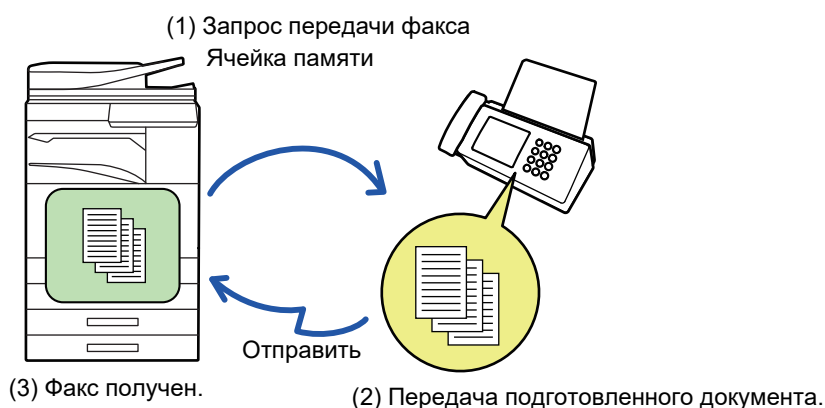 (1) Запрос передачи факса
Ячейка памяти
Отправить
(3) Факс получен.
(2) Передача подготовленного документа.